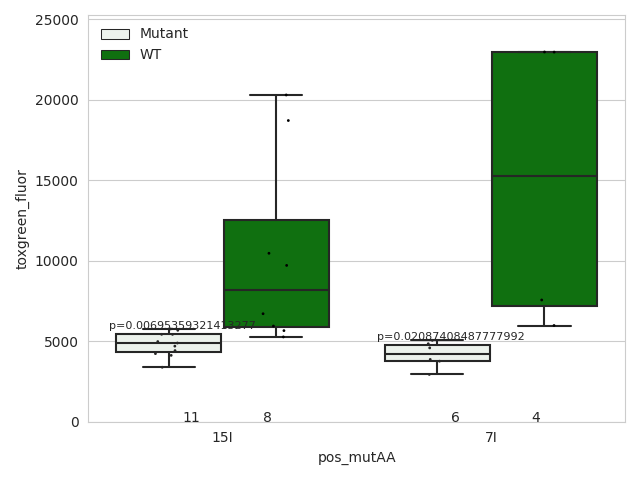 25000
Mutant
WT
20000
15000
10000
5000
0
toxgreen_fluor
p=0.00695359321413277
p=0.02087408487777992
11
8
6
4
15I
7I
pos_mutAA